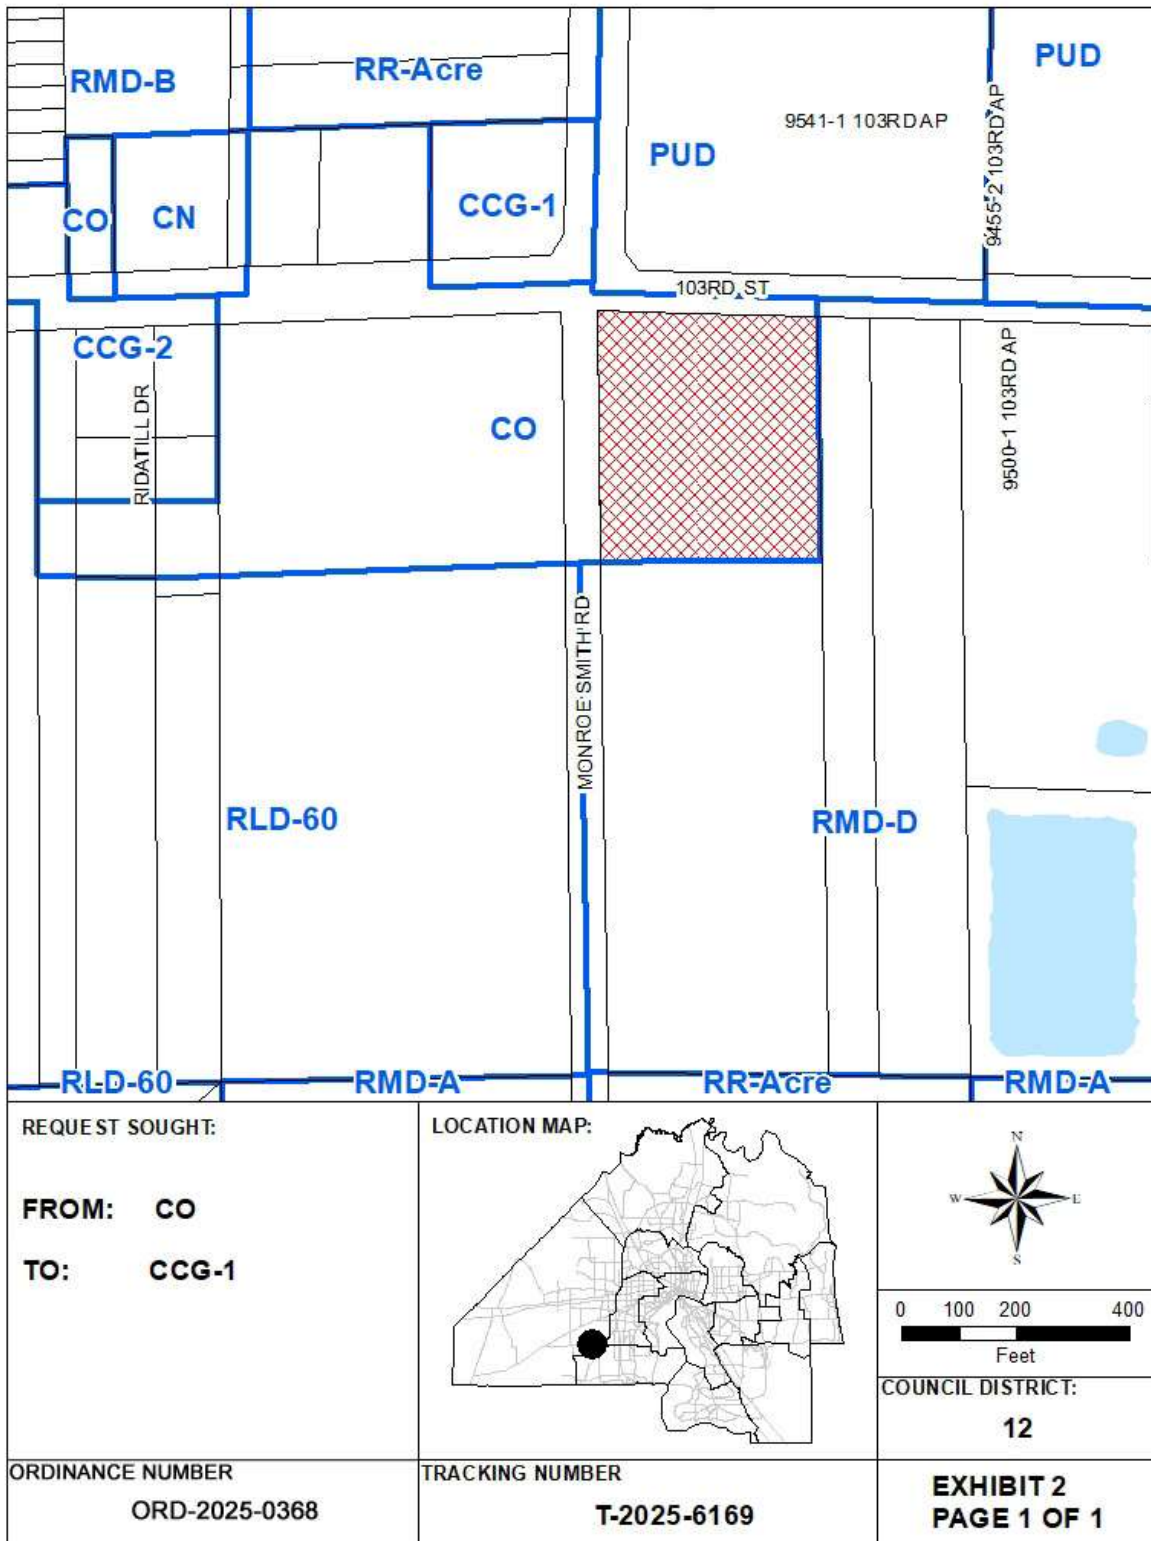 PUD
RR-Acre
RMD-B
9541-1 103RD AP
9455-2 103RD AP
PUD
CO
CN
CCG-1
103RD ST
CCG-2
RIDATILL DR
CO
9500-1 103RD AP
MONROE SMITH RD
RLD-60
RMD-D
RLD-60
RMD-A
RR-Acre
RMD-A
REQUEST SOUGHT:
FROM: CO
TO: CCG-1
LOCATION MAP:
N
W E
S
0 100 200 400
Feet
COUNCIL DISTRICT:
12
ORDINANCE NUMBER
ORD-2025-0368
TRACKING NUMBER
T-2025-6169
EXHIBIT 2
PAGE 1 OF 1